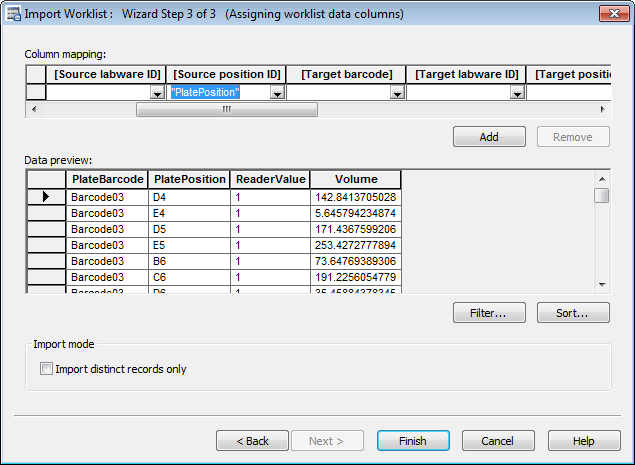 Import Worklist :   Wizard Step 3 of 3   (Assigning worklist data columns)
Column mapping:
[Source labware ID] [Source position ID] [Target barcode] [Target labware ID] [Target positio
"PlatePosition"
Add Remove
Data preview:
PlateBarcode PlatePosition ReaderValue Volume
Barcode03 D4 1 142.8413705028
Barcode03 E4 1 5.645794234874
Barcode03 D5 1 171.4367599206
Barcode03 E5 1 253.4272777894
Barcode03 B6 1 73.64769389306
Barcode03 C6 1 191.2256054779
Barcode03 D6 1 35.45884378345
Filter... Sort...
Import mode
Import distinct records only
< Back Next > Finish Cancel Help